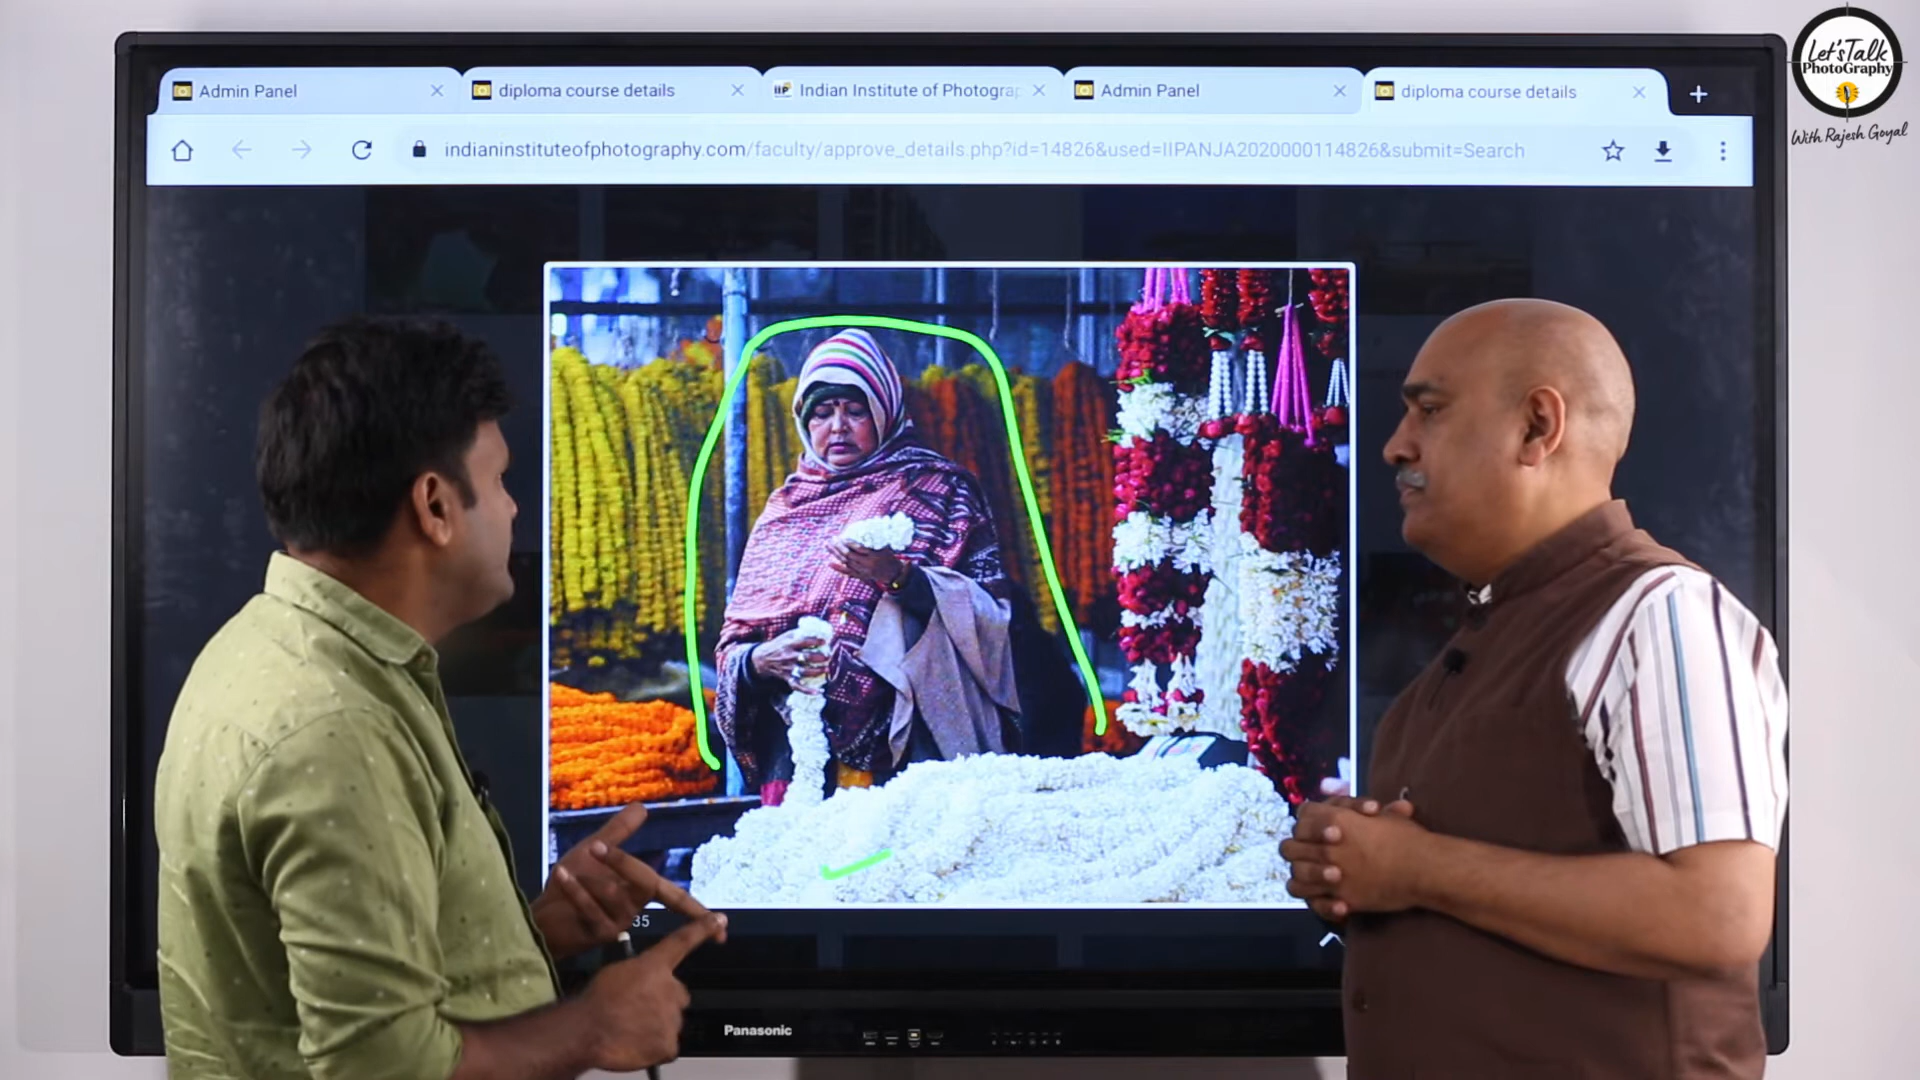 Let's Talk
PHOTOGRAPHY
With Rajesh Goyal
Admin Panel
diploma course details
IIP Indian Institute of Photogra
Admin Panel
diploma course details
indianinstituteofphotography.com/faculty/approve_details.php?id=14826&used=IIPANJA2020000114826&submit=Search
35
Panasonic